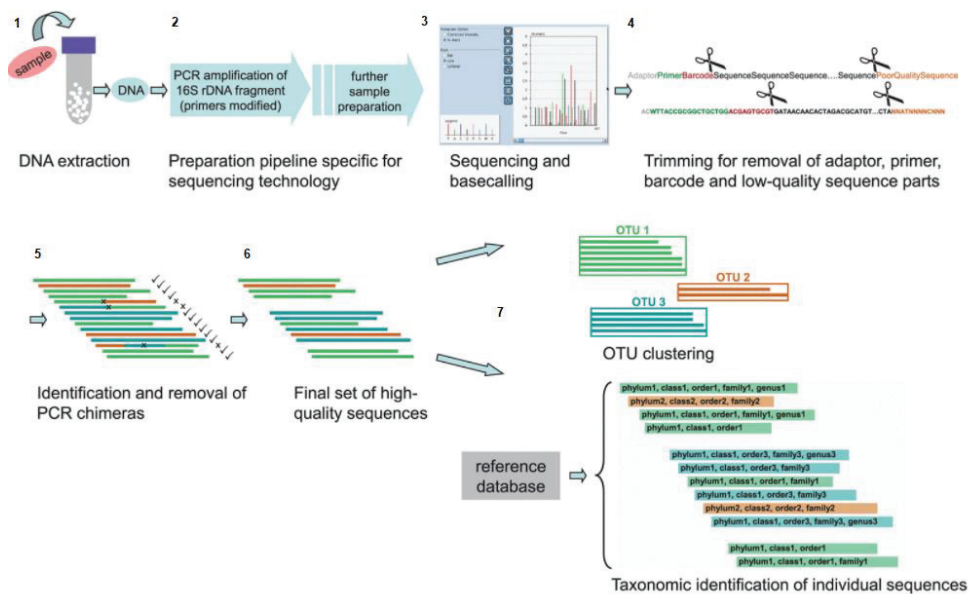 1
sample
DNA
DNA extraction
2
PCR amplification of
16S rDNA fragment
(primers modified)
further
sample
preparation
Preparation pipeline specific for
sequencing technology
3
Sequencing and
basecalling
4
AdaptorPrimerBarcodeSequenceSequenceSequence....SequencePoorQualitySequence
ACWTTACCGCGGCTGCTGGACGAGTGCGTGATAACAACACTAGACGCATGT...CTANNATNNNNCNNN
Trimming for removal of adaptor, primer,
barcode and low-quality sequence parts
5
Identification and removal of
PCR chimeras
6
Final set of high-
quality sequences
7
OTU 1
OTU 2
OTU 3
OTU clustering
reference
database
phylum1, class1, order1, family1, genus1
phylum2, class2, order2, family2
phylum1, class1, order1, family1, genus1
phylum1, class1, order1
phylum1, class1, order3, family3, genus3
phylum1, class1, order3, family3
phylum1, class1, order1, family1
phylum1, class1, order3, family3
phylum2, class2, order2, family2
phylum1, class1, order3, family3, genus3
phylum1, class1, order1
phylum1, class1, order1, family1
Taxonomic identification of individual sequences